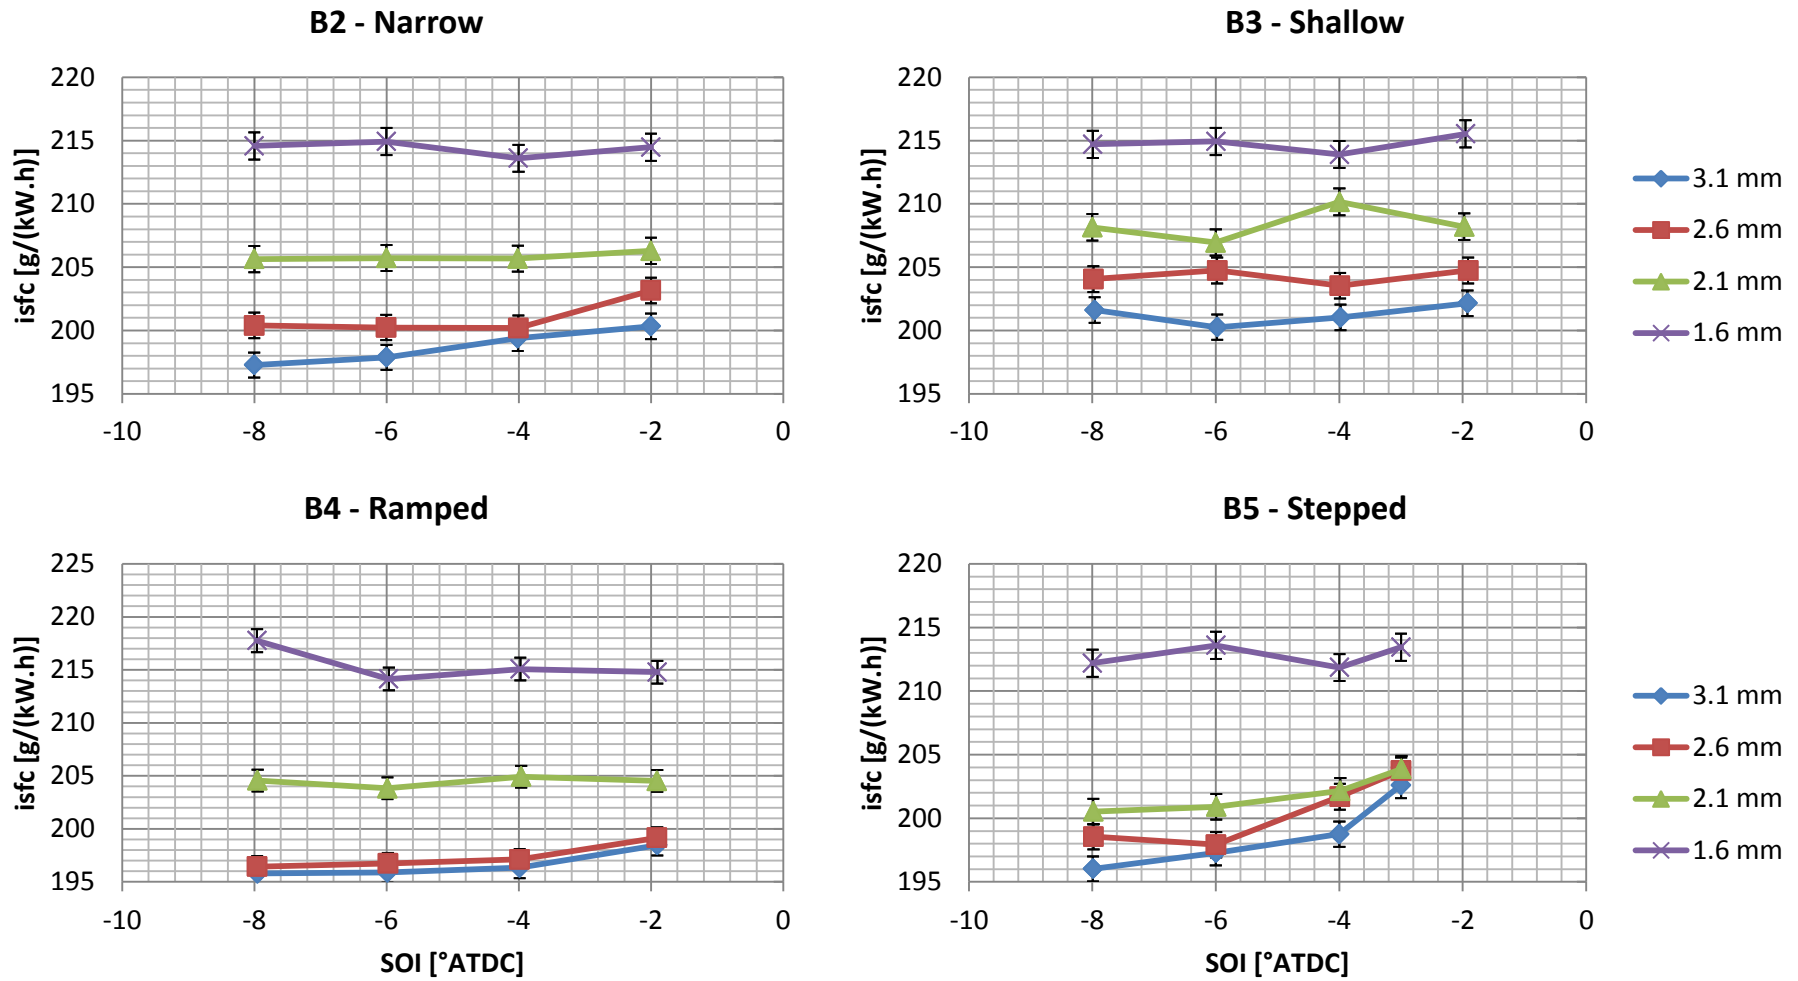 B2 - Narrow
B3 - Shallow
220
215
210
205
200
195
isfc [g/(kW.h)]
-10 -8 -6 -4 -2 0
220
215
210
205
200
195
isfc [g/(kW.h)]
-10 -8 -6 -4 -2 0
3.1 mm
2.6 mm
2.1 mm
1.6 mm
B4 - Ramped
B5 - Stepped
225
220
215
210
205
200
195
isfc [g/(kW.h)]
-10 -8 -6 -4 -2 0
SOI [°ATDC]
220
215
210
205
200
195
isfc [g/(kW.h)]
-10 -8 -6 -4 -2 0
SOI [°ATDC]
3.1 mm
2.6 mm
2.1 mm
1.6 mm